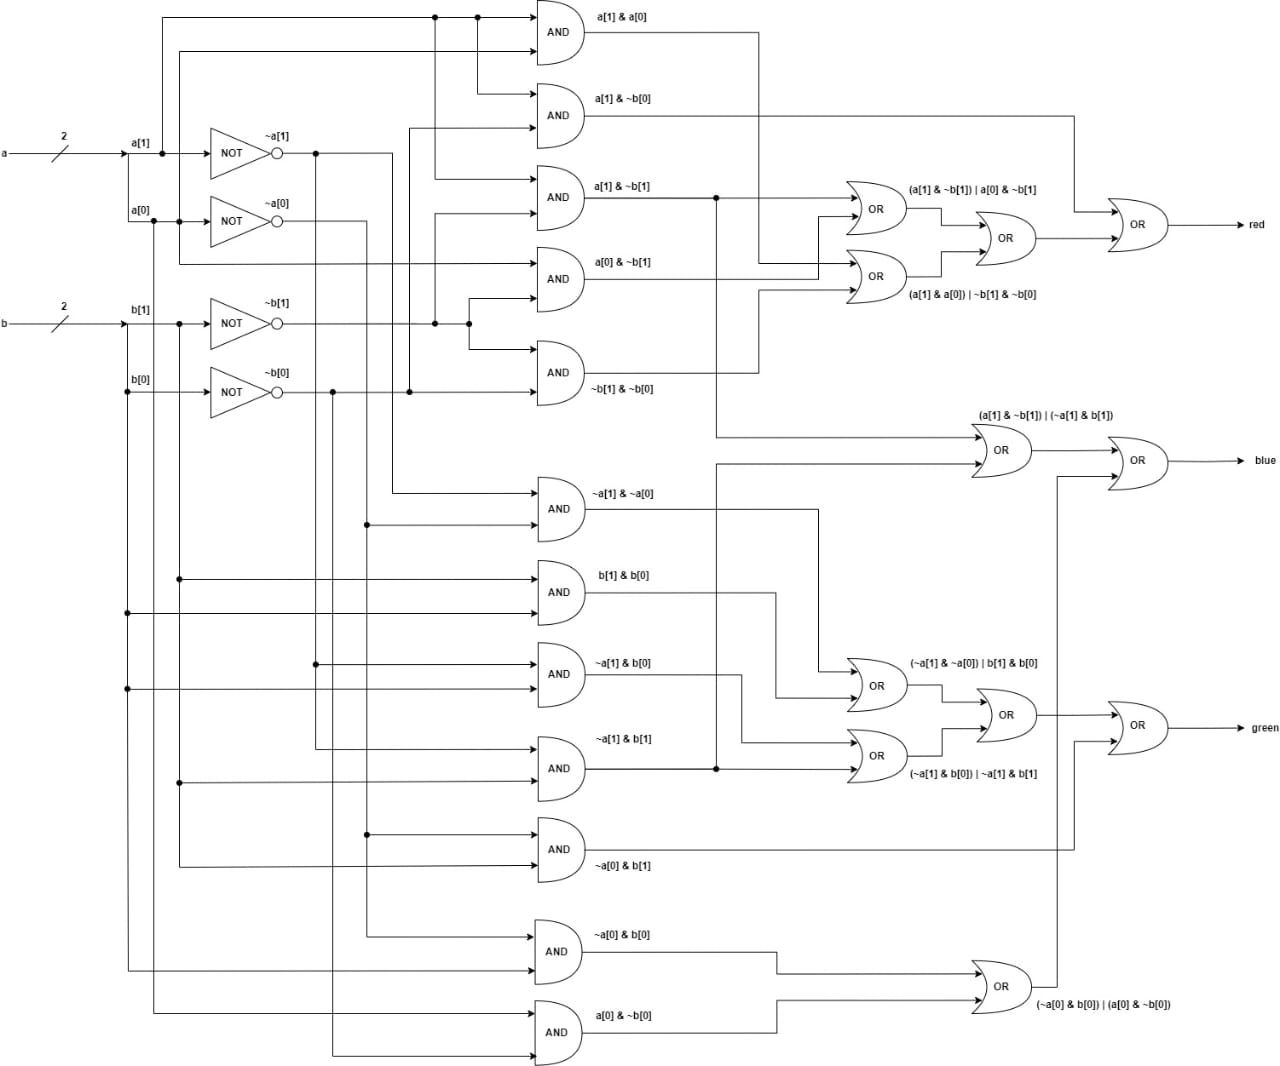 a[1] & a[0]
AND
a[1] & ~b[0]
AND
2
a
a[1]
~a[1]
NOT
a[1] & ~b[1]
AND
a[0]
~a[0]
NOT
(a[1] & ~b[1]) | a[0] & ~b[1]
OR
OR
OR
red
a[0] & ~b[1]
AND
OR
(a[1] & a[0]) | ~b[1] & ~b[0]
2
b
b[1]
~b[1]
NOT
b[0]
~b[0]
NOT
AND
~b[1] & ~b[0]
(a[1] & ~b[1]) | (~a[1] & b[1])
OR
OR
blue
~a[1] & ~a[0]
AND
b[1] & b[0]
AND
~a[1] & b[0]
AND
(~a[1] & ~a[0]) | b[1] & b[0]
OR
OR
OR
green
~a[1] & b[1]
AND
OR
(~a[1] & b[0]) | ~a[1] & b[1]
AND
~a[0] & b[1]
~a[0] & b[0]
AND
OR
(~a[0] & b[0]) | (a[0] & ~b[0])
a[0] & ~b[0]
AND